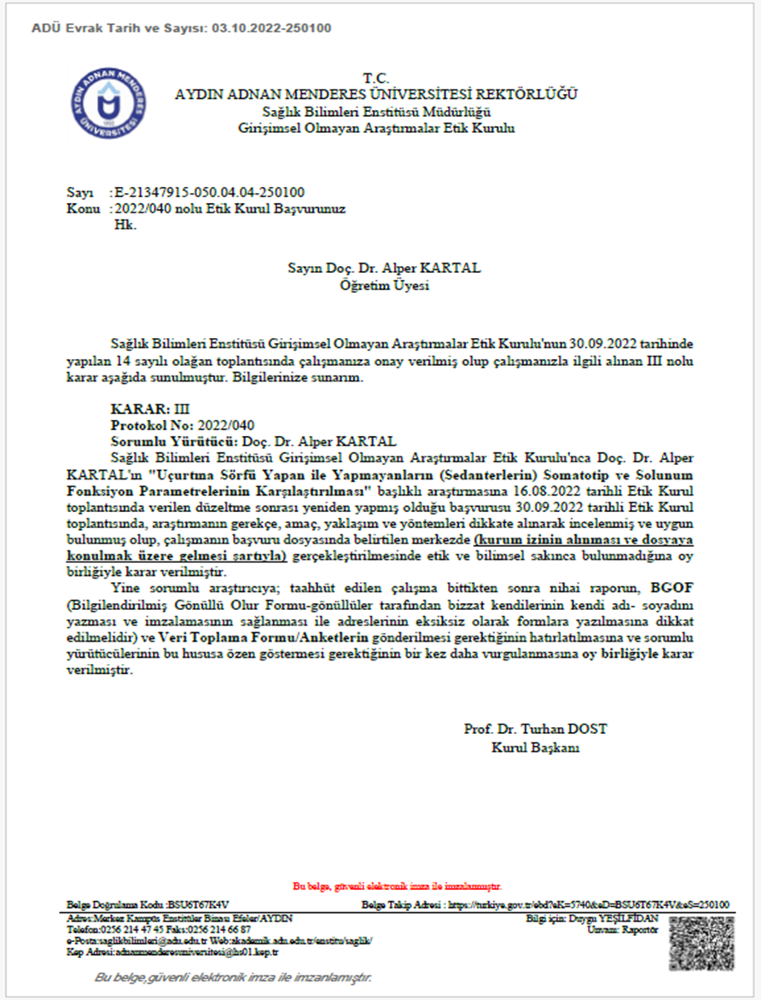 ADÜ Evrak Tarih ve Sayısı: 03.10.2022-250100
T.C.
AYDIN ADNAN MENDERES ÜNİVERSİTESİ REKTÖRLÜĞÜ
Sağlık Bilimleri Enstitüsü Müdürlüğü
Girişimsel Olmayan Araştırmalar Etik Kurulu
AYDIN ADNAN MENDERES ÜNİVERSİTESİ
1992
Sayı : E-21347915-050.04.04-250100
Konu : 2022/040 nolu Etik Kurul Başvurunuz
Hk.
Sayın Doç. Dr. Alper KARTAL
Öğretim Üyesi
Sağlık Bilimleri Enstitüsü Girişimsel Olmayan Araştırmalar Etik Kurulu'nun 30.09.2022 tarihinde
yapılan 14 sayılı olağan toplantısında çalışmanıza onay verilmiş olup çalışmanızla ilgili alınan III nolu
karar aşağıda sunulmuştur. Bilgilerinize sunarım.
KARAR: III
Protokol No: 2022/040
Sorumlu Yürütücü: Doç. Dr. Alper KARTAL
Sağlık Bilimleri Enstitüsü Girişimsel Olmayan Araştırmalar Etik Kurulu'nca Doç. Dr. Alper
KARTAL'ın "Uçurtma Sörfü Yapan ile Yapmayanların (Sedanterlerin) Somatotip ve Solunum
Fonksiyon Parametrelerinin Karşılaştırılması" başlıklı araştırmasına 16.08.2022 tarihli Etik Kurul
toplantısında verilen düzeltme sonrası yeniden yapmış olduğu başvurusu 30.09.2022 tarihli Etik Kurul
toplantısında, araştırmanın gerekçe, amaç, yaklaşım ve yöntemleri dikkate alınarak incelenmiş ve uygun
bulunmuş olup, çalışmanın başvuru dosyasında belirtilen merkezde (kurum izinin alınması ve dosyaya
konulmak üzere gelmesi şartıyla) gerçekleştirilmesinde etik ve bilimsel sakınca bulunmadığına oy
birliğiyle karar verilmiştir.
Yine sorumlu araştırıcıya; taahhüt edilen çalışma bittikten sonra nihai raporun, BGOF
(Bilgilendirilmiş Gönüllü Olur Formu-gönüllüler tarafından bizzat kendilerinin kendi adı- soyadını
yazması ve imzalamasının sağlanması ile adreslerinin eksiksiz olarak formlara yazılmasına dikkat
edilmelidir) ve Veri Toplama Formu/Anketlerin gönderilmesi gerektiğinin hatırlatılmasına ve sorumlu
yürütücülerinin bu hususa özen göstermesi gerektiğinin bir kez daha vurgulanmasına oy birliğiyle karar
verilmiştir.
Prof. Dr. Turhan DOST
Kurul Başkanı
Bu belge, güvenli elektronik imza ile imzalanmıştır.
Belge Doğrulama Kodu :BSU6T67K4V Belge Takip Adresi : https://turkiye.gov.tr/ebd?eK=5740&eD=BSU6T67K4V&eS=250100
Adres:Merkez Kampüs Enstitüler Binası Efeler/AYDIN Bilgi için: Duygu YEŞİLFİDAN
Telefon:0256 214 47 45 Faks:0256 214 66 87 Unvanı: Raportör
e-Posta:saglikbilimleri@adu.edu.tr Web:akademik.adu.edu.tr/enstitu/saglik/
Kep Adresi:adnanmenderesuniversitesi@hs01.kep.tr
Bu belge,güvenli elektronik imza ile imzanlamıştır.